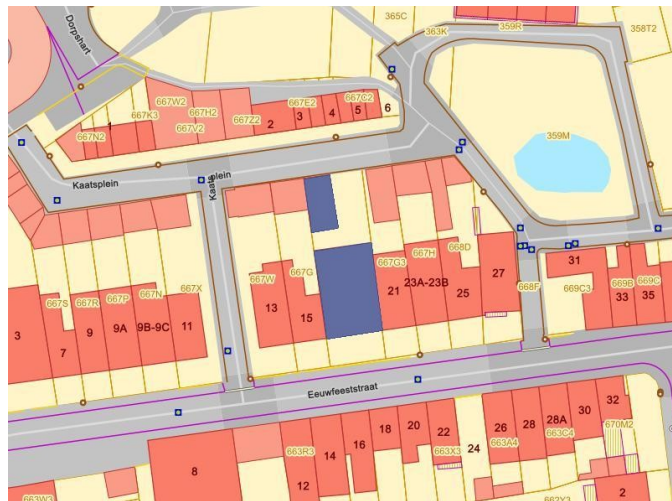 Dorpshart
365C
363K
359R
358T2
667W2
667K3
667H2
667E2
667C2
1
667N2
667V2
667Z2
2
3
4
5
6
359M
Kaatsplein
Kaatsplein
667W
667G
667G3
667H
668D
27
668F
31
669C3
669B
669C
33
35
13
15
21
23A-23B
25
667S
667R
667P
667N
667X
3
7
9
9A
9B-9C
11
Eeuwfeeststraat
8
663R3
12
14
16
18
20
22
663X3
24
26
663A4
28
28A
663C4
30
32
670M2
663W3
662Y3
2